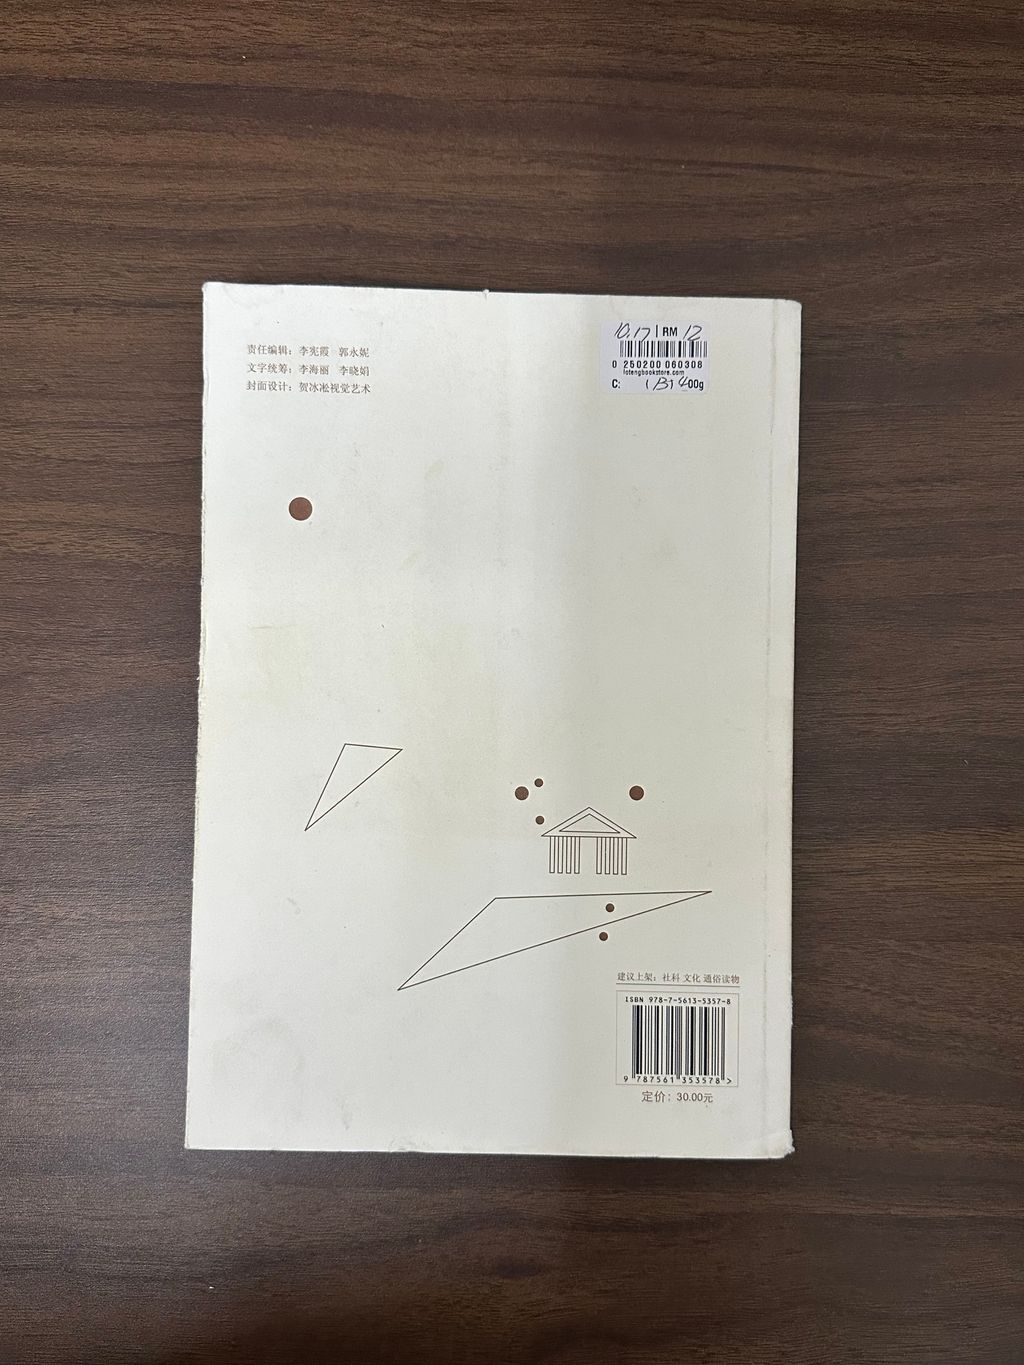 责任编辑：李宪霞 郭永妮
文字统筹：李海丽 李晓娟
封面设计：贺冰凇视觉艺术
10.17 RM 12
0 250200 060308
lotengbookstore.com
C: (B) 400g
建议上架：社科 文化 通俗读物
ISBN 978-7-5613-5357-8
9 787561 353578 >
定价：30.00元